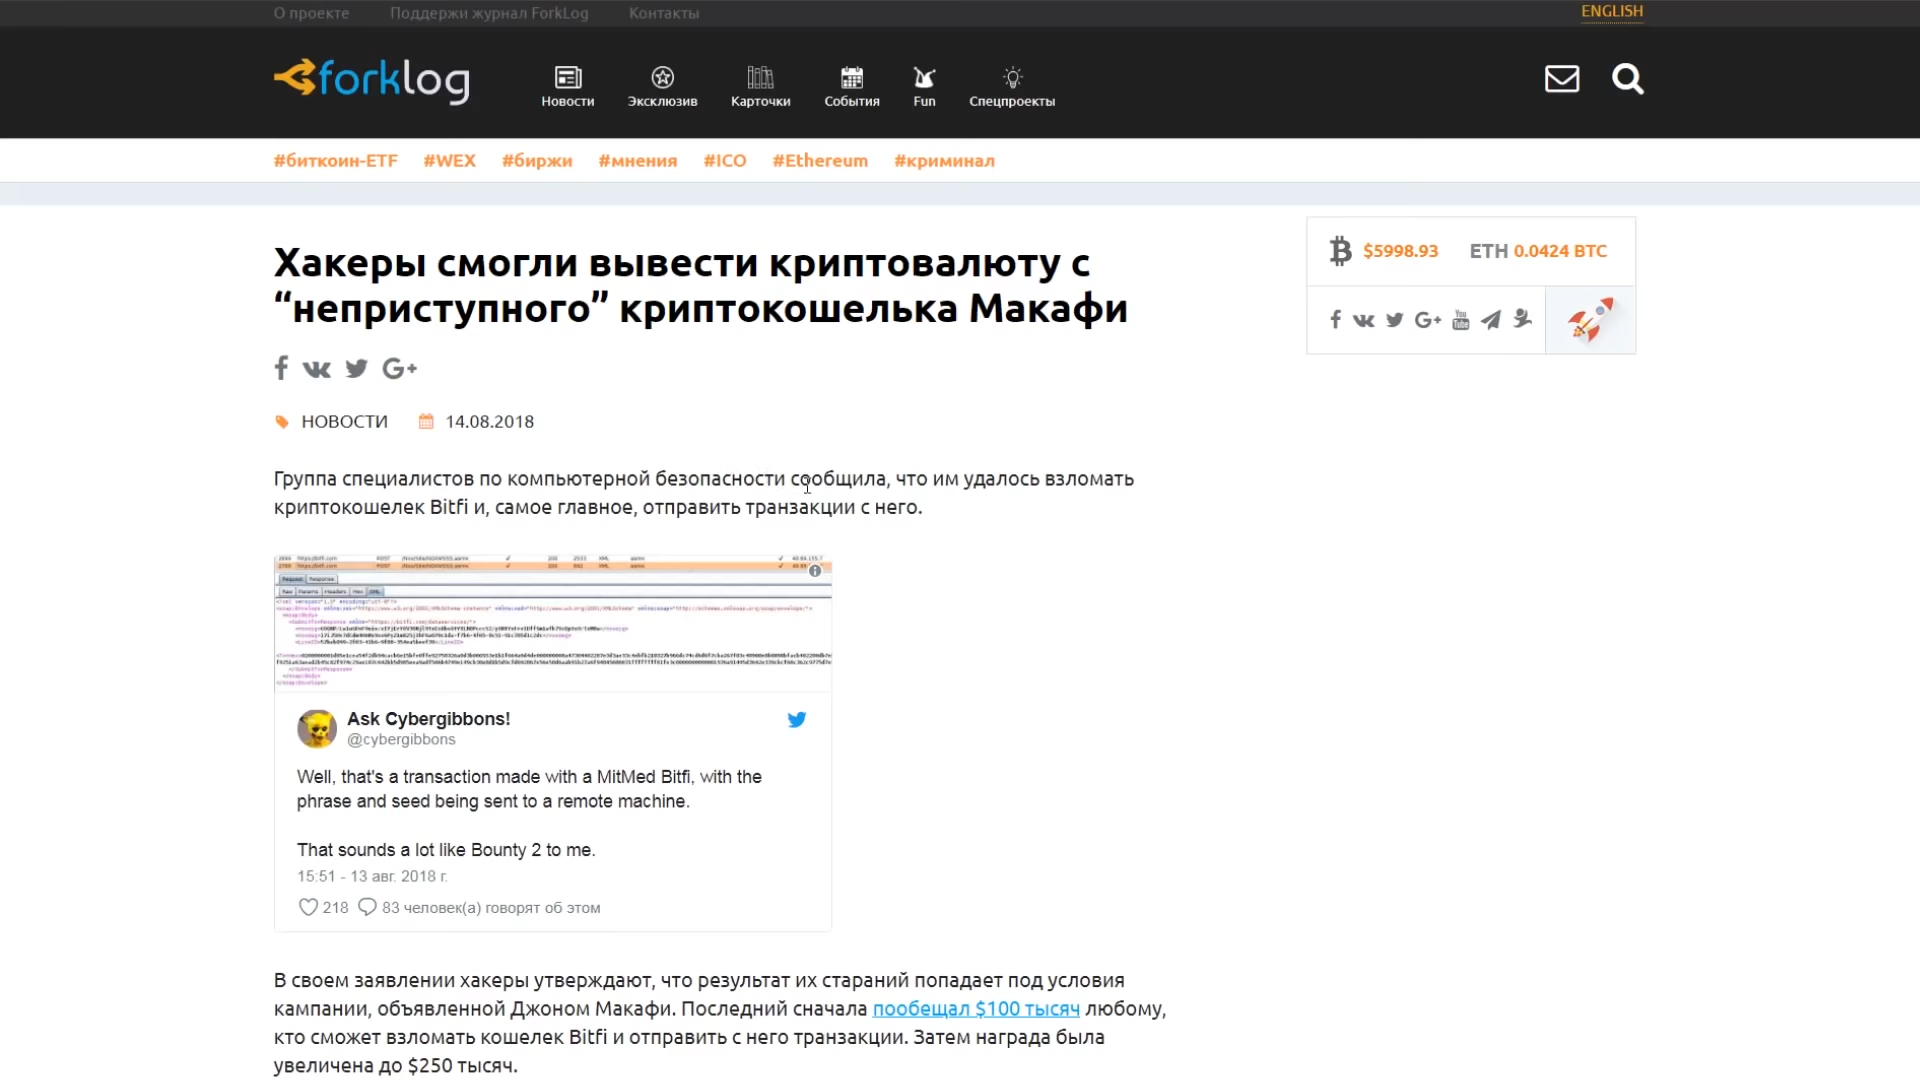 О проекте Поддержи журнал ForkLog Контакты ENGLISH
forklog
Новости Эксклюзив Карточки События Fun Спецпроекты
#биткоин-ETF #WEX #биржи #мнения #ICO #Ethereum #криминал
Хакеры смогли вывести криптовалюту с
“неприступного” криптокошелька Макафи
$5998.93 ETH 0.0424 BTC
НОВОСТИ 14.08.2018
Группа специалистов по компьютерной безопасности сообщила, что им удалось взломать
криптокошелек Bitfi и, самое главное, отправить транзакции с него.
Ask Cybergibbons!
@cybergibbons
Well, that's a transaction made with a MitMed Bitfi, with the
phrase and seed being sent to a remote machine.
That sounds a lot like Bounty 2 to me.
15:51 - 13 авг. 2018 г.
218 83 человек(а) говорят об этом
В своем заявлении хакеры утверждают, что результат их стараний попадает под условия
кампании, объявленной Джоном Макафи. Последний сначала пообещал $100 тысяч любому,
кто сможет взломать кошелек Bitfi и отправить с него транзакции. Затем награда была
увеличена до $250 тысяч.